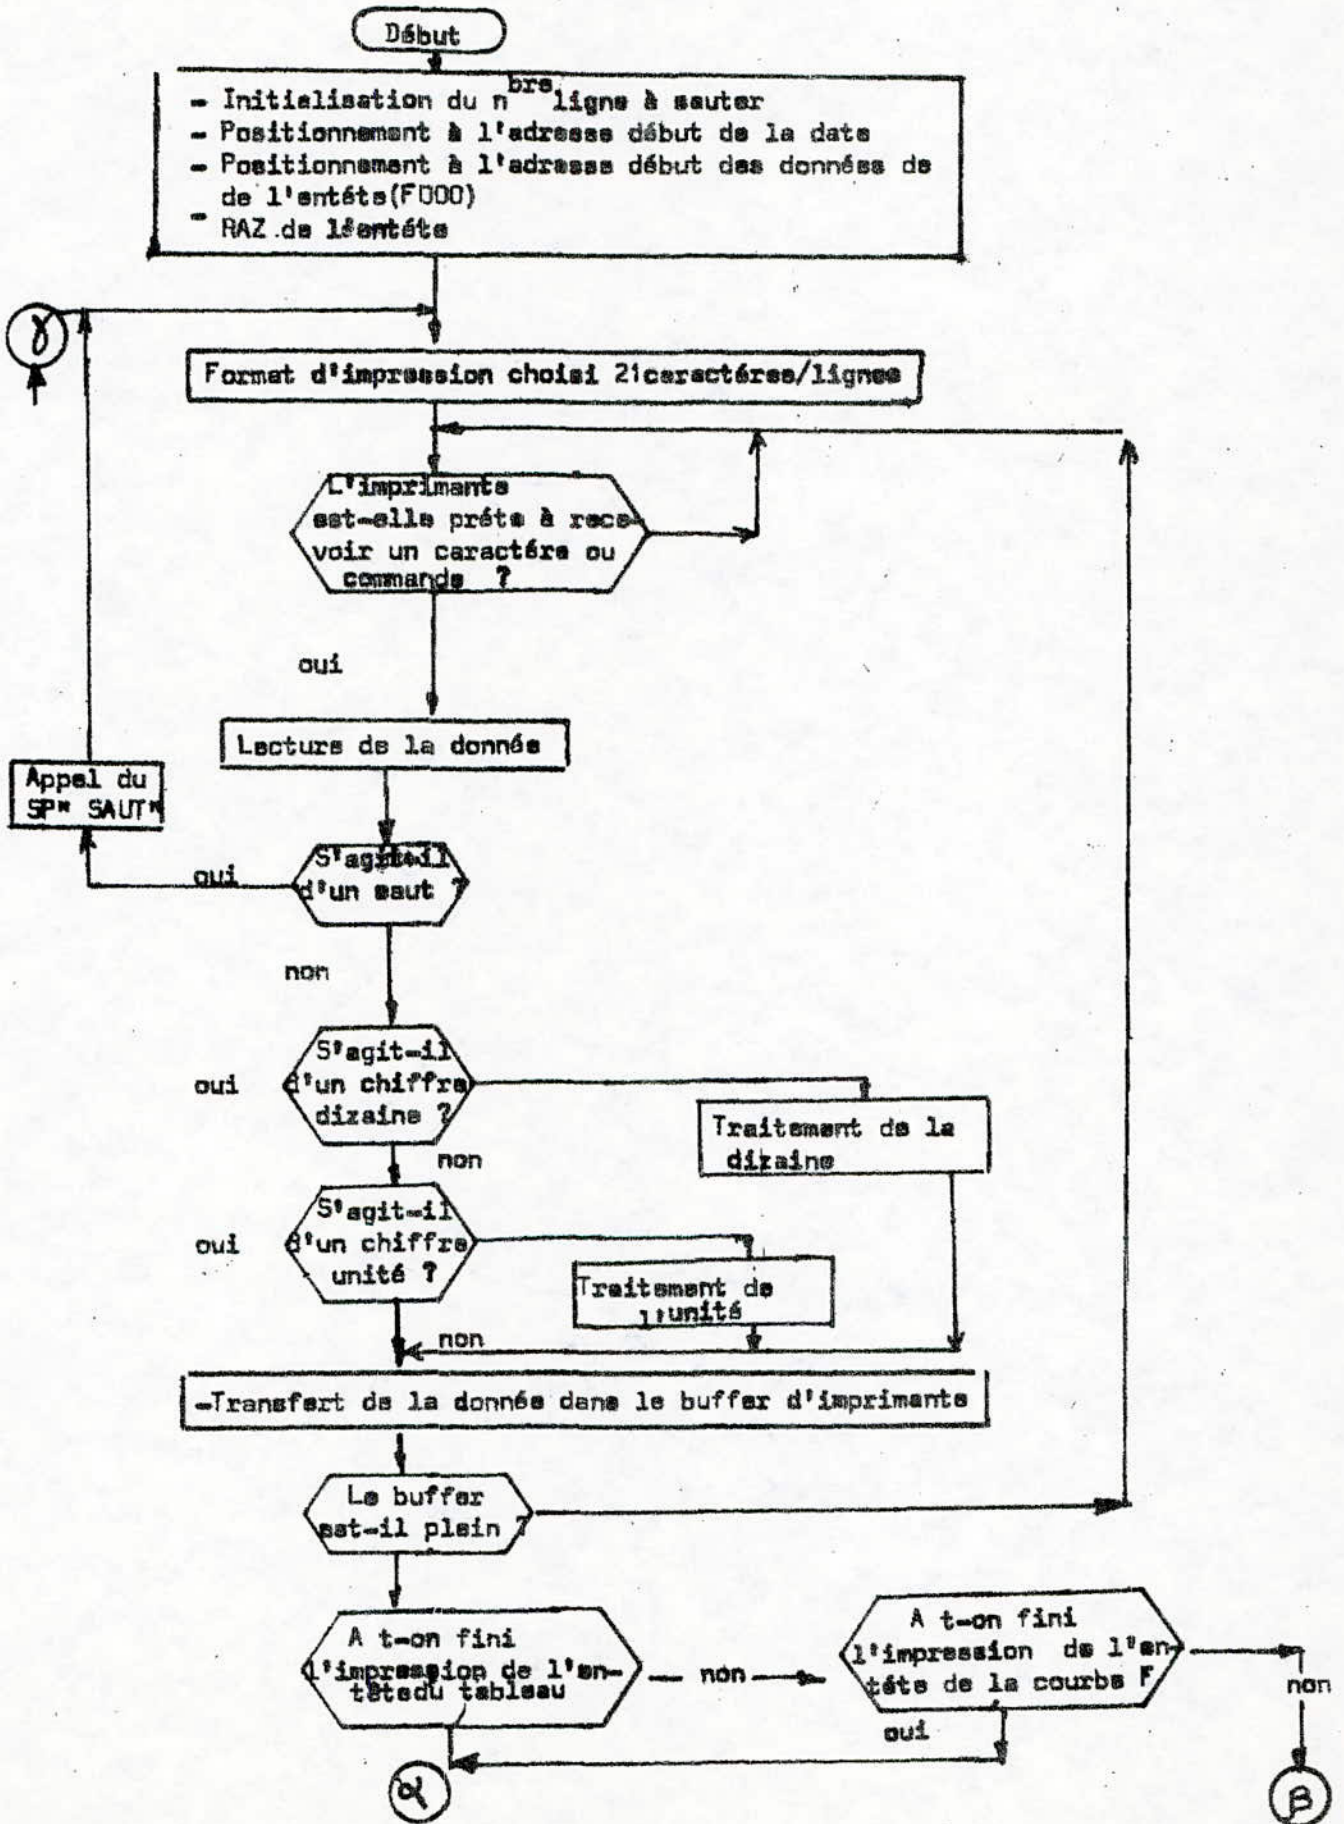 Début
- Initialisation du n^brs ligne à sauter
- Positionnement à l'adresse début de la date
- Positionnement à l'adresse début des données de
de l'entéts(F000)
- RAZ.de l'entéte
γ
Format d'impression choisi 21caractéres/lignes
L'imprimante
est-elle préte à rece-
voir un caractére ou
commande ?
oui
Lecture de la donnée
Appel du
SP" SAUT"
S'agit-il
d'un saut ?
oui
non
S'agit-il
d'un chiffre
dizaine ?
oui
Traitement de la
dizaine
non
S'agit-il
d'un chiffre
unité ?
oui
Traitement de
l'unité
non
-Transfert de la donnée dans le buffer d'imprimante
Le buffer
est-il plein ?
A t-on fini
l'impression de l'en-
têtedu tableau
non
A t-on fini
l'impression de l'en-
téte de la courbe F
non
oui
α
β